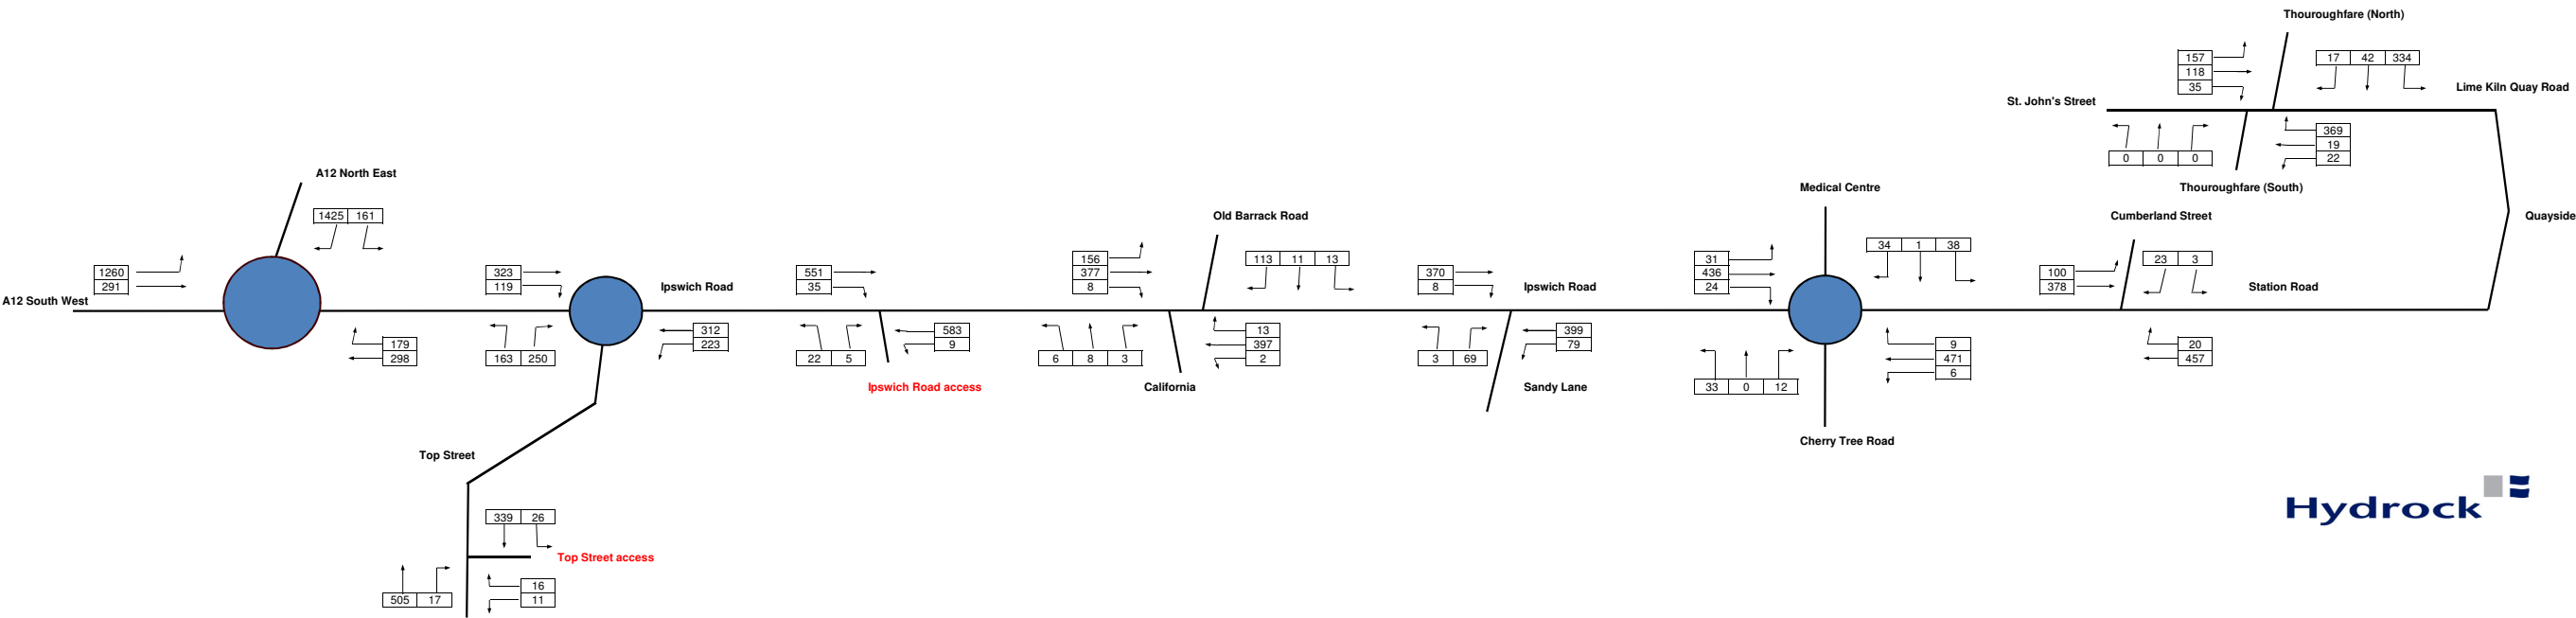 Thouroughfare (North)
157
118
35
17 42 334
Lime Kiln Quay Road
St. John's Street
0 0 0
369
19
22
Thouroughfare (South)
A12 North East
1425 161
1260
291
A12 South West
179
298
323
119
163 250
Ipswich Road
312
223
551
35
22 5
583
9
Ipswich Road access
Old Barrack Road
156
377
8
113 11 13
6 8 3
13
397
2
California
370
8
Ipswich Road
3 69
399
79
Sandy Lane
Medical Centre
31
436
24
34 1 38
33 0 12
9
471
6
Cherry Tree Road
Cumberland Street
100
378
23 3
Station Road
20
457
Quayside
Top Street
339 26
Top Street access
505 17
16
11
Hydrock